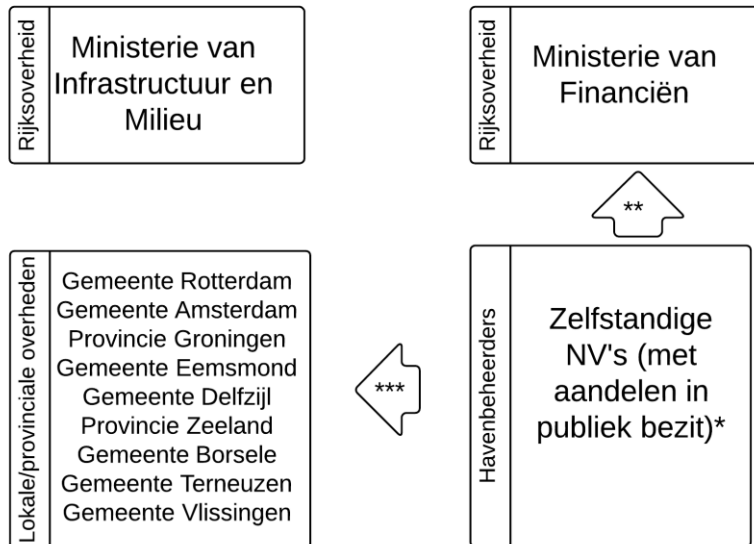 Rijksoverheid
Ministerie van
Infrastructuur en
Milieu
Rijksoverheid
Ministerie van
Financiën
**
Lokale/provinciale overheden
Gemeente Rotterdam
Gemeente Amsterdam
Provincie Groningen
Gemeente Eemsmond
Gemeente Delfzijl
Provincie Zeeland
Gemeente Borsele
Gemeente Terneuzen
Gemeente Vlissingen
***
Havenbeheerders
Zelfstandige
NV's (met
aandelen in
publiek bezit)*